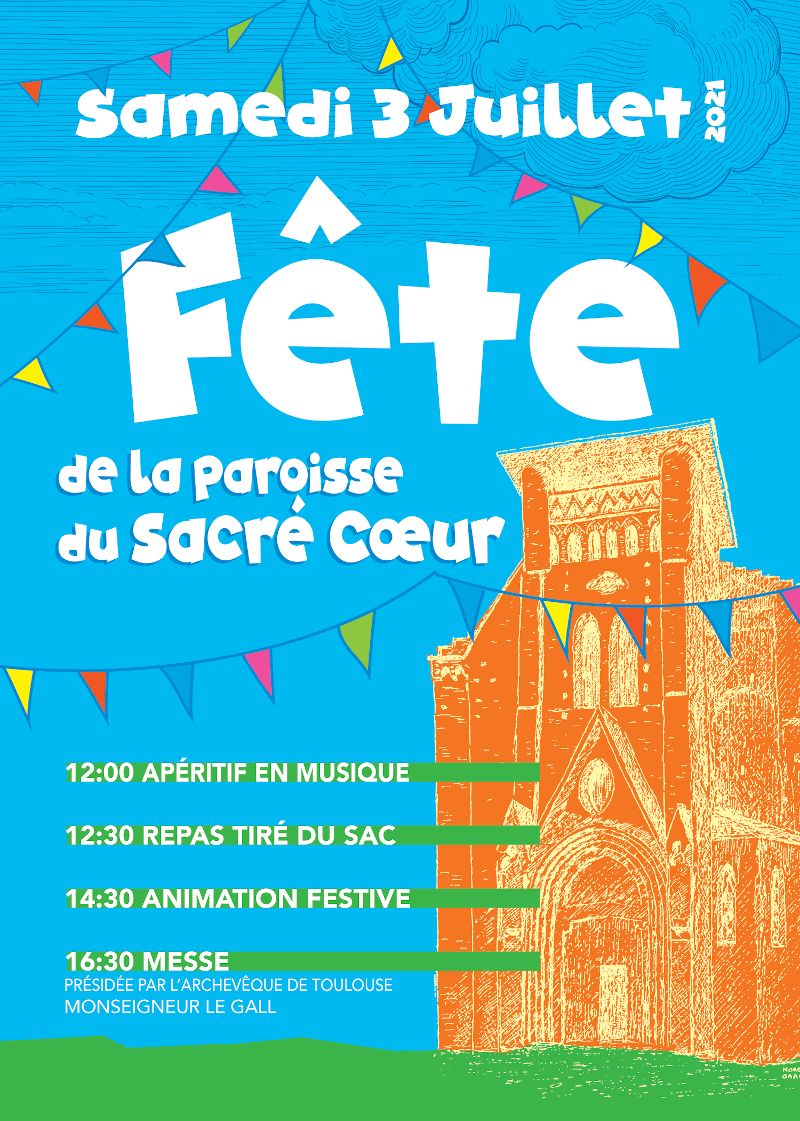 Samedi 3 Juillet 2021
Fête
de la paroisse
du Sacré Cœur
12:00 APÉRITIF EN MUSIQUE
12:30 REPAS TIRÉ DU SAC
14:30 ANIMATION FESTIVE
16:30 MESSE
PRÉSIDÉE PAR L'ARCHEVÊQUE DE TOULOUSE
MONSEIGNEUR LE GALL